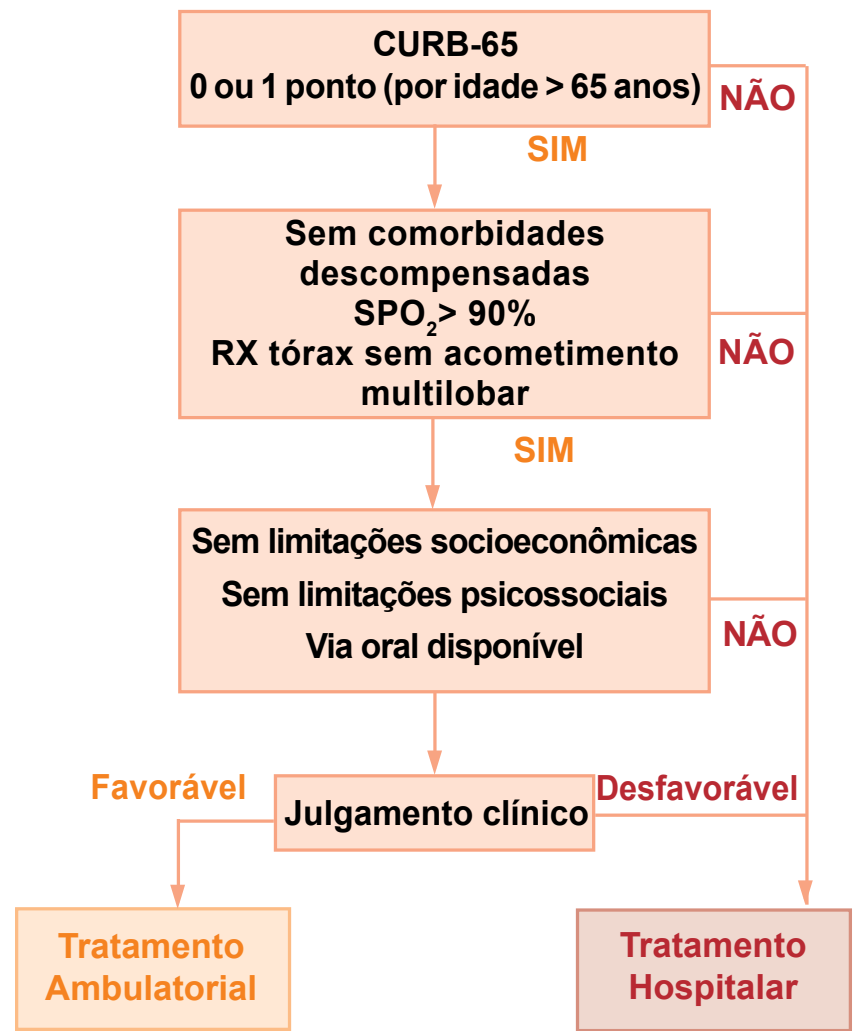 CURB-65
0 ou 1 ponto (por idade > 65 anos)
NÃO
SIM
Sem comorbidades
descompensadas
SPO₂> 90%
RX tórax sem acometimento
multilobar
NÃO
SIM
Sem limitações socioeconômicas
Sem limitações psicossociais
Via oral disponível
NÃO
Favorável
Julgamento clínico
Desfavorável
Tratamento
Ambulatorial
Tratamento
Hospitalar